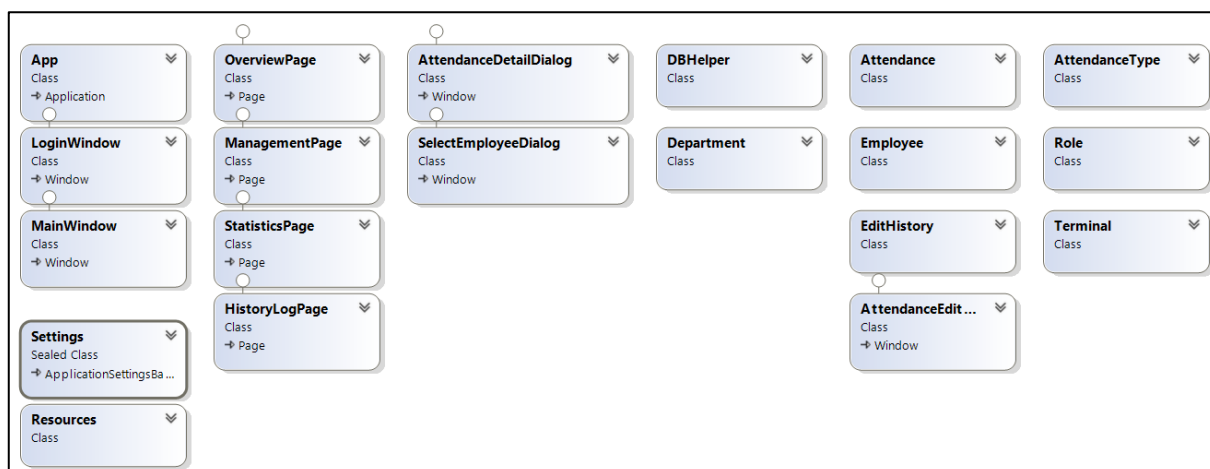 App
Class
Application
LoginWindow
Class
Window
MainWindow
Class
Window
Settings
Sealed Class
ApplicationSettingsBa...
Resources
Class
OverviewPage
Class
Page
ManagementPage
Class
Page
StatisticsPage
Class
Page
HistoryLogPage
Class
Page
AttendanceDetailDialog
Class
Window
SelectEmployeeDialog
Class
Window
DBHelper
Class
Department
Class
Attendance
Class
Employee
Class
EditHistory
Class
AttendanceEdit...
Class
Window
AttendanceType
Class
Role
Class
Terminal
Class